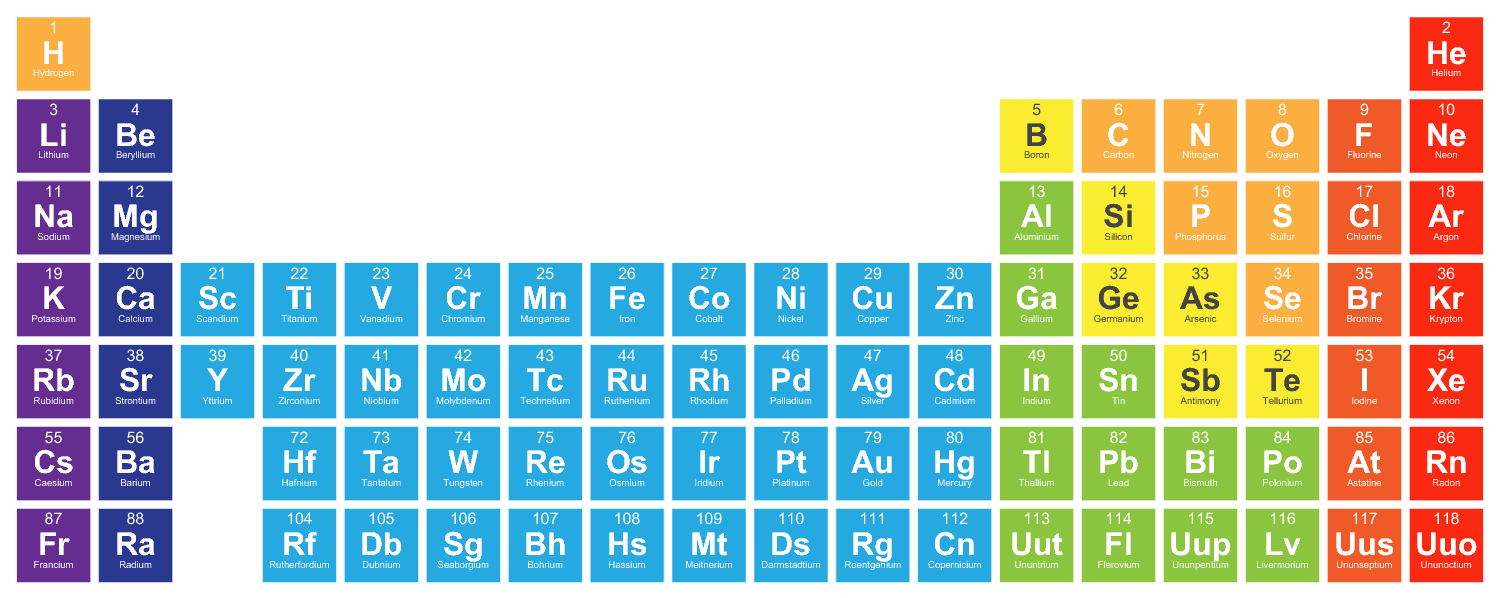 1 2
H He
Hydrogen Helium
3 4 5 6 7 8 9 10
Li Be B C N O F Ne
Lithium Beryllium Boron Carbon Nitrogen Oxygen Fluorine Neon
11 12 13 14 15 16 17 18
Na Mg Al Si P S Cl Ar
Sodium Magnesium Aluminium Silicon Phosphorus Sulfur Chlorine Argon
19 20 21 22 23 24 25 26 27 28 29 30 31 32 33 34 35 36
K Ca Sc Ti V Cr Mn Fe Co Ni Cu Zn Ga Ge As Se Br Kr
Potassium Calcium Scandium Titanium Vanadium Chromium Manganese Iron Cobalt Nickel Copper Zinc Gallium Germanium Arsenic Selenium Bromine Krypton
37 38 39 40 41 42 43 44 45 46 47 48 49 50 51 52 53 54
Rb Sr Y Zr Nb Mo Tc Ru Rh Pd Ag Cd In Sn Sb Te I Xe
Rubidium Strontium Yttrium Zirconium Niobium Molybdenum Technetium Ruthenium Rhodium Palladium Silver Cadmium Indium Tin Antimony Tellurium Iodine Xenon
55 56 72 73 74 75 76 77 78 79 80 81 82 83 84 85 86
Cs Ba Hf Ta W Re Os Ir Pt Au Hg Tl Pb Bi Po At Rn
Caesium Barium Hafnium Tantalum Tungsten Rhenium Osmium Iridium Platinum Gold Mercury Thallium Lead Bismuth Polonium Astatine Radon
87 88 104 105 106 107 108 109 110 111 112 113 114 115 116 117 118
Fr Ra Rf Db Sg Bh Hs Mt Ds Rg Cn Uut Fl Uup Lv Uus Uuo
Francium Radium Rutherfordium Dubnium Seaborgium Bohrium Hassium Meitnerium Darmstadtium Roentgenium Copernicium Ununtrium Flerovium Ununpentium Livermorium Ununseptium Ununoctium